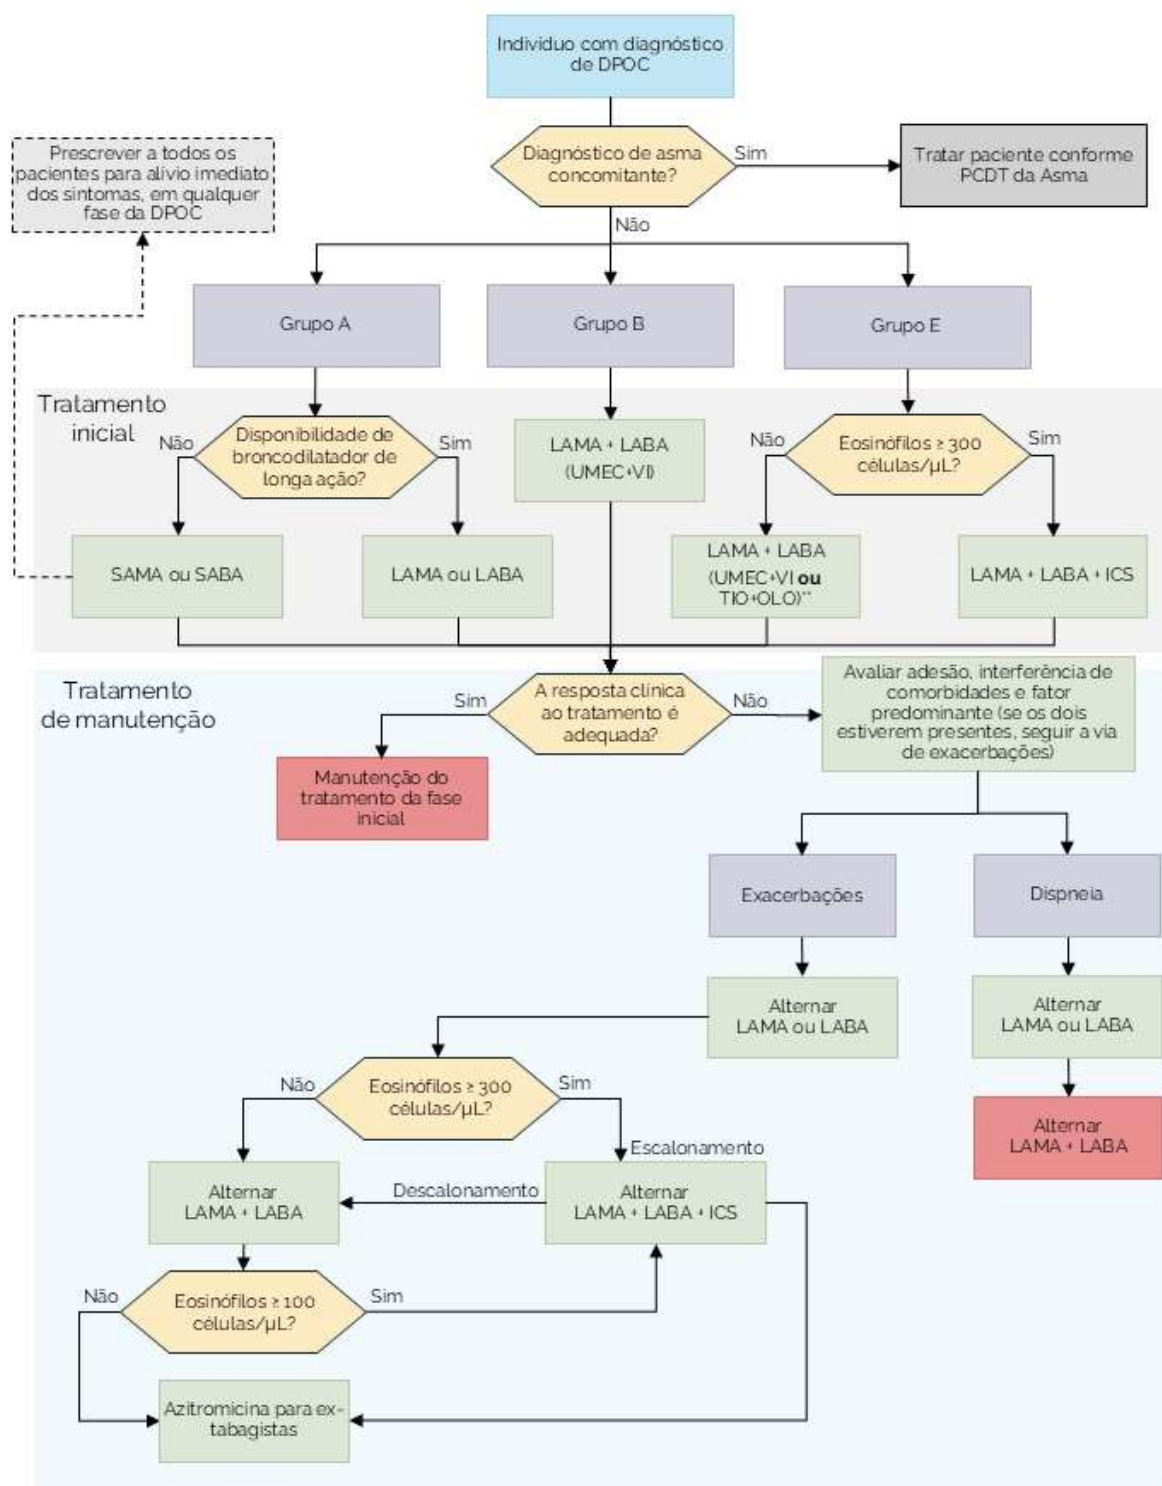 Indivíduo com diagnóstico
de DPOC
Diagnóstico de asma
concomitante?
Sim
Tratar paciente conforme
PCDT da Asma
Prescrever a todos os
pacientes para alívio imediato
dos sintomas, em qualquer
fase da DPOC
Não
Grupo A
Grupo B
Grupo E
Tratamento
inicial
Não
Disponibilidade de
broncodilatador de
longa ação?
Sim
LAMA + LABA
(UMEC+VI)
Não
Eosinófilos ≥ 300
células/µL?
Sim
SAMA ou SABA
LAMA ou LABA
LAMA + LABA
(UMEC+VI ou
TIO+OLO)**
LAMA + LABA + ICS
Tratamento
de manutenção
Sim
A resposta clínica
ao tratamento é
adequada?
Não
Avaliar adesão, interferência de
comorbidades e fator
predominante (se os dois
estiverem presentes, seguir a via
de exacerbações)
Manutenção do
tratamento da fase
inicial
Exacerbações
Dispneia
Alternar
LAMA ou LABA
Alternar
LAMA ou LABA
Não
Eosinófilos ≥ 300
células/µL?
Sim
Alternar
LAMA + LABA
Escalonamento
Alternar
LAMA + LABA
Descalonamento
Alternar
LAMA + LABA + ICS
Não
Eosinófilos ≥ 100
células/µL?
Sim
Azitromicina para ex-
tabagistas